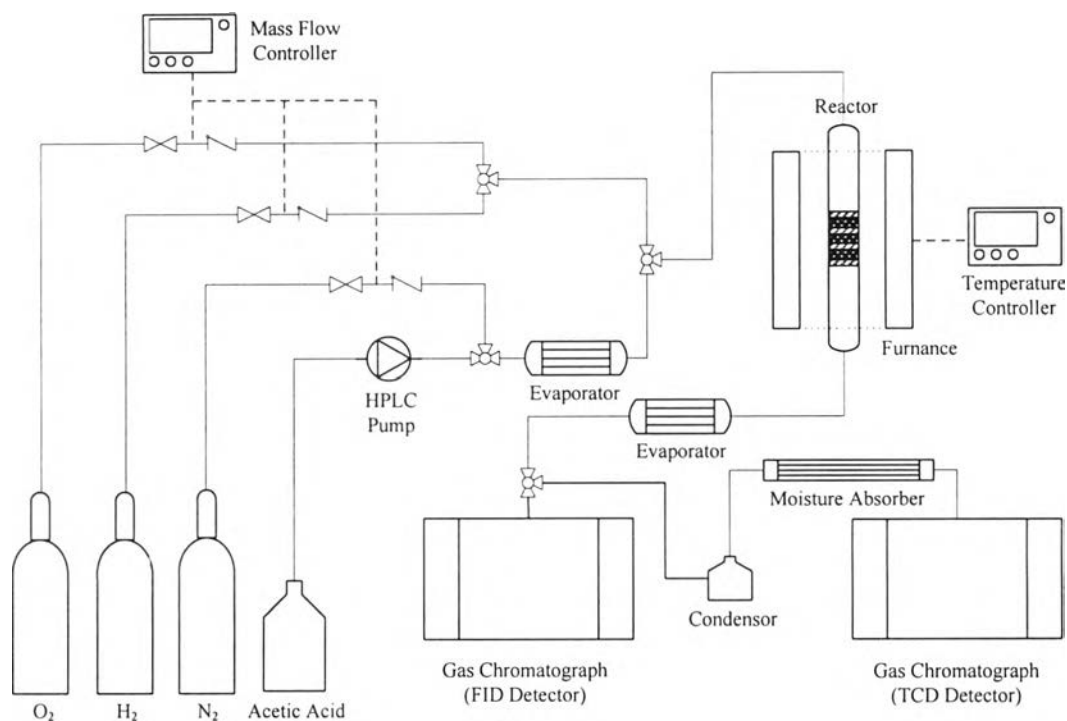 Mass Flow
Controller
Reactor
Temperature
Controller
Furnance
Evaporator
HPLC
Pump
Evaporator
Moisture Absorber
Condensor
Gas Chromatograph
(FID Detector)
Gas Chromatograph
(TCD Detector)
O₂
H₂
N₂
Acetic Acid